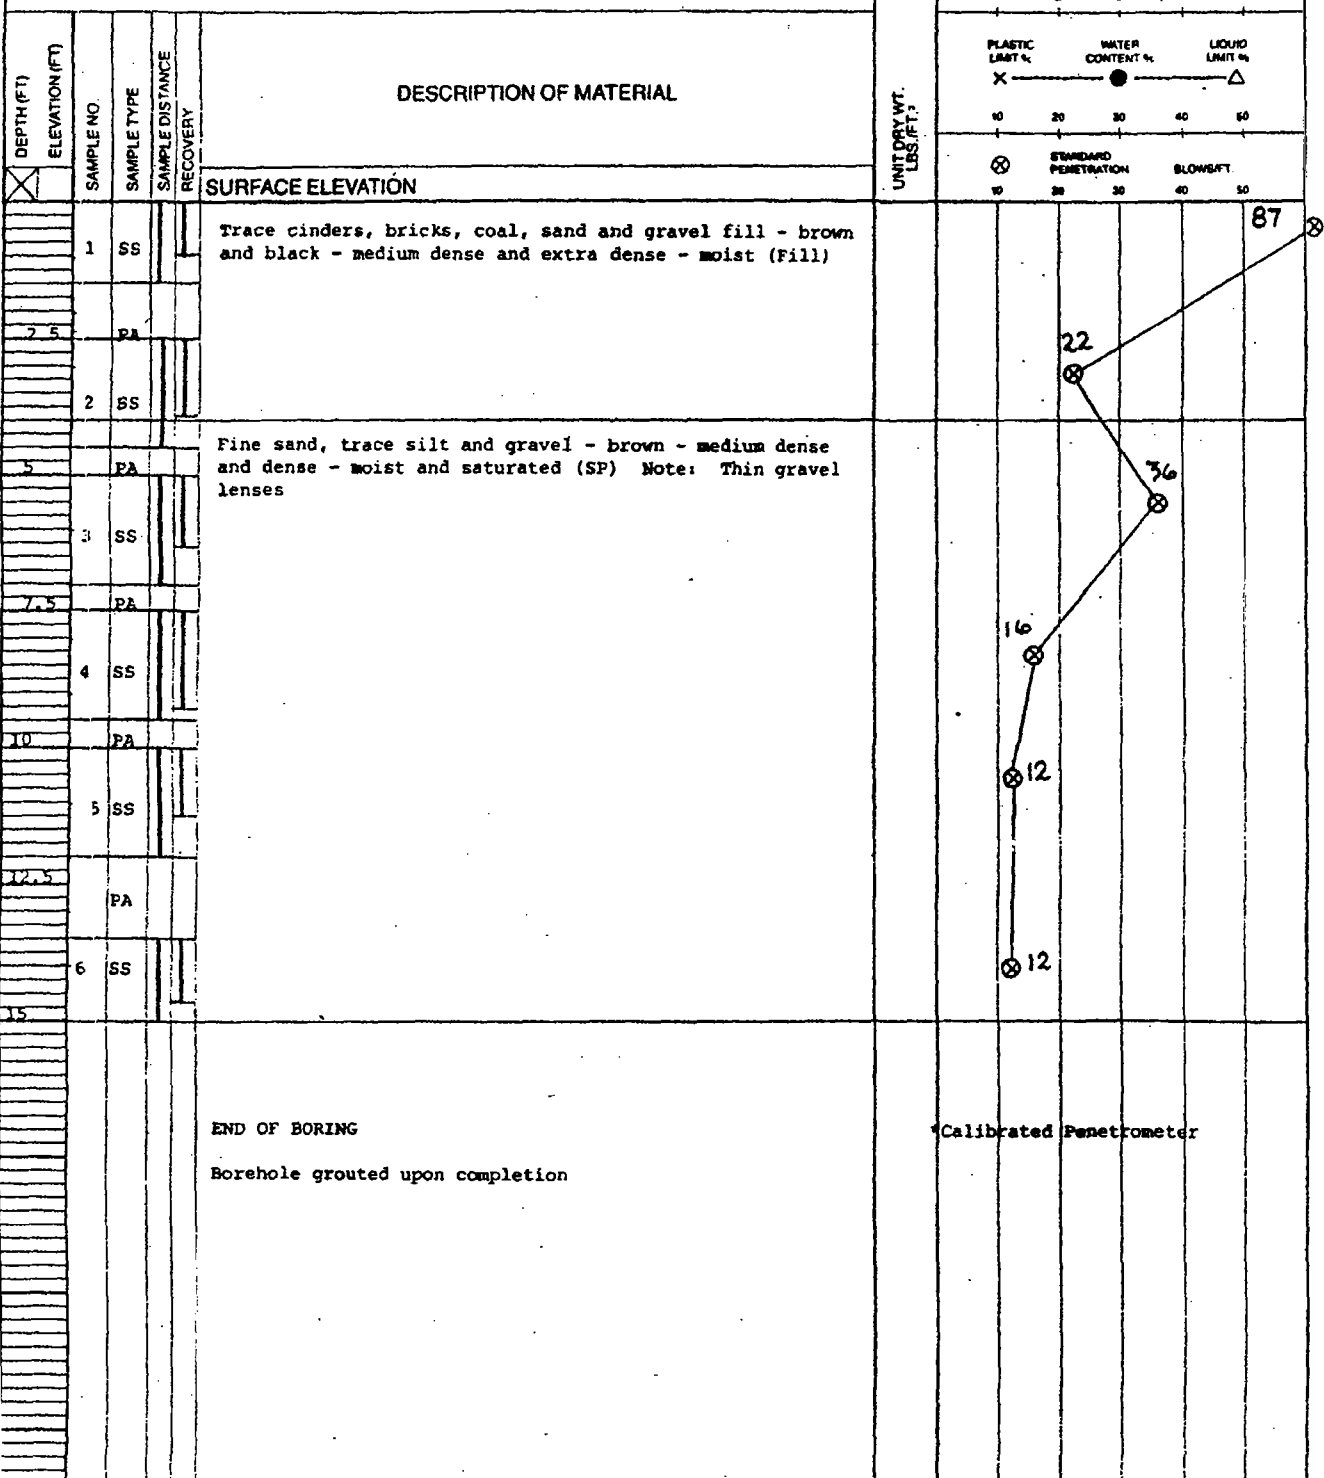 DEPTH (FT)
ELEVATION (FT)
SAMPLE NO.
SAMPLE TYPE
SAMPLE DISTANCE
RECOVERY
DESCRIPTION OF MATERIAL
SURFACE ELEVATION
UNIT DRY WT.
LBS./FT.³
PLASTIC
LIMIT %
WATER
CONTENT %
LIQUID
LIMIT %
10 20 30 40 50
STANDARD
PENETRATION BLOWS/FT.
10 20 30 40 50
87
1 SS
Trace cinders, bricks, coal, sand and gravel fill - brown
and black - medium dense and extra dense - moist (Fill)
2.5 PA
22
2 SS
Fine sand, trace silt and gravel - brown - medium dense
and dense - moist and saturated (SP) Note: Thin gravel
lenses
5 PA
36
3 SS
7.5 PA
16
4 SS
10 PA
12
5 SS
12.5
PA
6 SS
12
15
END OF BORING
*Calibrated Penetrometer
Borehole grouted upon completion